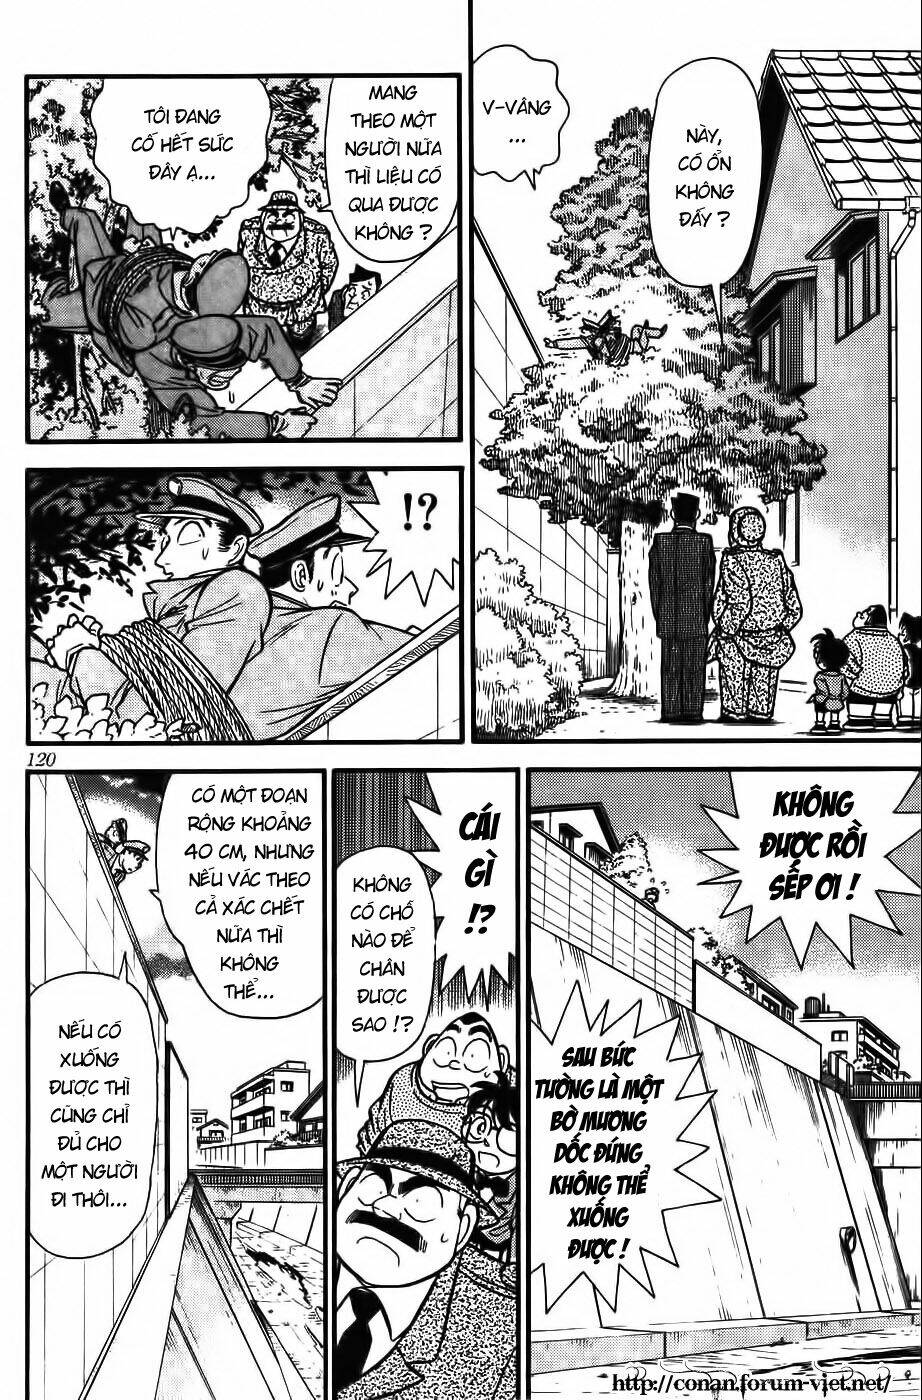 NÀY,
CÓ ỔN
KHÔNG
ĐẤY ?
V-VÂNG
...
MANG
THEO MỘT
NGƯỜI NỮA
THÌ LIỆU CÓ
QUA ĐƯỢC
KHÔNG ?
TÔI ĐANG
CỐ HẾT SỨC
ĐÂY Ạ...
!?
120
KHÔNG
ĐƯỢC RỒI
SẾP ƠI !
SAU BỨC
TƯỜNG LÀ MỘT
BỜ MƯƠNG
DỐC ĐỨNG
KHÔNG THỂ
XUỐNG
ĐƯỢC !
CÁI
GÌ
!?
KHÔNG
CÓ CHỖ
NÀO ĐỂ
CHÂN
ĐƯỢC
SAO !?
CÓ MỘT ĐOẠN
RỘNG KHOẢNG
40 CM, NHƯNG
NẾU VÁC THEO
CẢ XÁC CHẾT
NỮA THÌ
KHÔNG
THỂ...
NẾU CÓ
XUỐNG
ĐƯỢC THÌ
CŨNG CHỈ
ĐỦ CHO
MỘT NGƯỜI
ĐI THÔI...
http://conan.forum-viet.net/